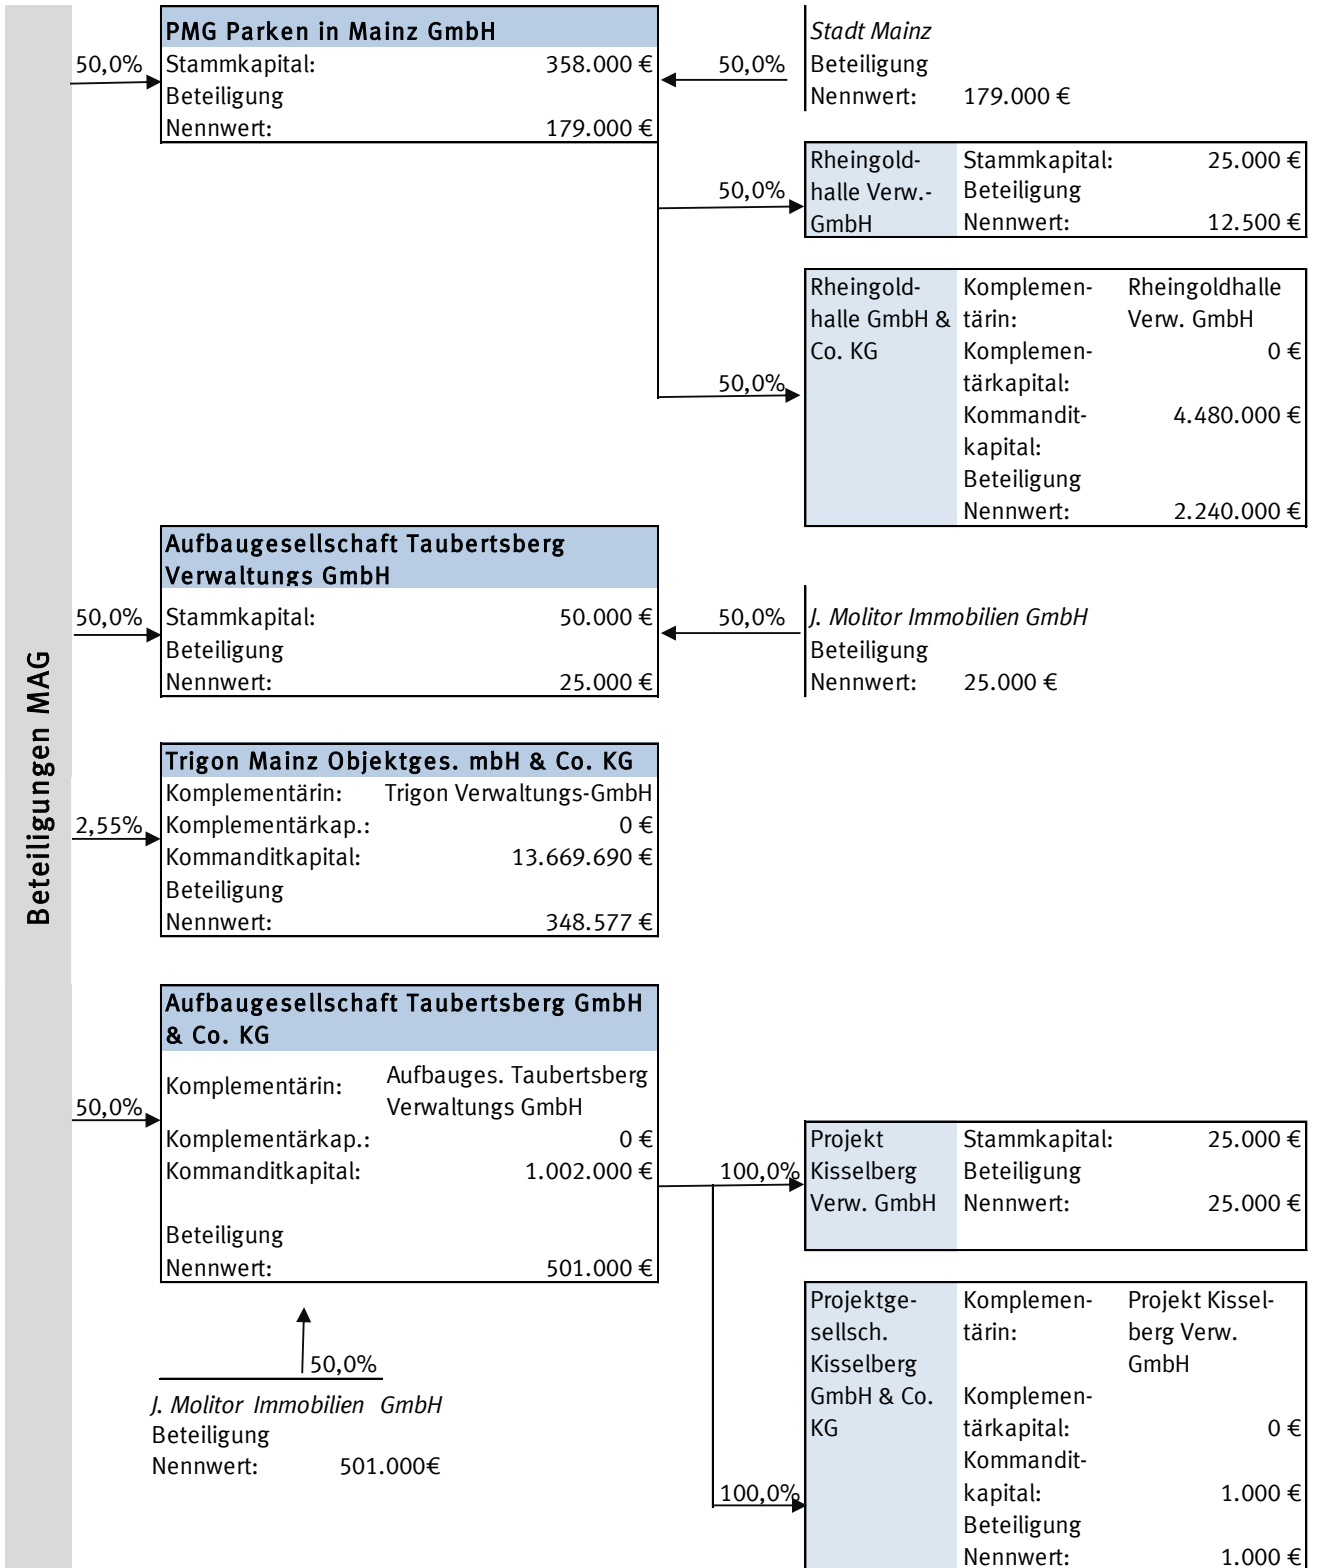 Beteiligungen MAG
PMG Parken in Mainz GmbH
50,0%
Stammkapital: 358.000 €
Beteiligung
Nennwert: 179.000 €
50,0%
Stadt Mainz
Beteiligung
Nennwert: 179.000 €
50,0%
Rheingold-
halle Verw.-
GmbH
Stammkapital: 25.000 €
Beteiligung
Nennwert: 12.500 €
50,0%
Rheingold-
halle GmbH &
Co. KG
Komplemen- Rheingoldhalle
tärin: Verw. GmbH
Komplemen- 0 €
tärkapital:
Kommandit- 4.480.000 €
kapital:
Beteiligung
Nennwert: 2.240.000 €
Aufbaugesellschaft Taubertsberg
Verwaltungs GmbH
50,0%
Stammkapital: 50.000 €
Beteiligung
Nennwert: 25.000 €
50,0%
J. Molitor Immobilien GmbH
Beteiligung
Nennwert: 25.000 €
Trigon Mainz Objektges. mbH & Co. KG
Komplementärin: Trigon Verwaltungs-GmbH
2,55%
Komplementärkap.: 0 €
Kommanditkapital: 13.669.690 €
Beteiligung
Nennwert: 348.577 €
Aufbaugesellschaft Taubertsberg GmbH
& Co. KG
50,0%
Komplementärin: Aufbauges. Taubertsberg
Verwaltungs GmbH
Komplementärkap.: 0 €
Kommanditkapital: 1.002.000 €
Beteiligung
Nennwert: 501.000 €
50,0%
J. Molitor Immobilien GmbH
Beteiligung
Nennwert: 501.000€
100,0%
Projekt
Kisselberg
Verw. GmbH
Stammkapital: 25.000 €
Beteiligung
Nennwert: 25.000 €
100,0%
Projektge-
sellsch.
Kisselberg
GmbH & Co.
KG
Komplemen- Projekt Kissel-
tärin: berg Verw.
GmbH
Komplemen-
tärkapital: 0 €
Kommandit-
kapital: 1.000 €
Beteiligung
Nennwert: 1.000 €